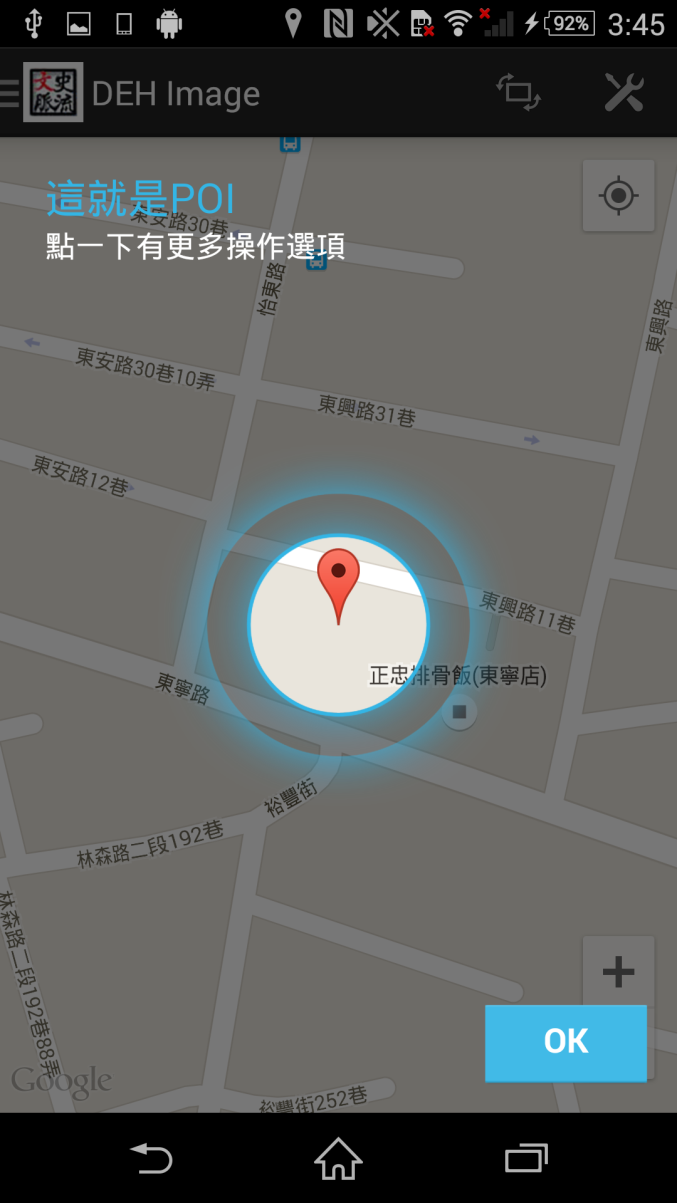 92% 3:45
文史
脈流
DEH Image
這就是POI
東安路30巷
點一下有更多操作選項
怡東路
東興路
東安路30巷10弄
東興路31巷
東安路12巷
東興路11巷
正忠排骨飯(東寧店)
東寧路
裕豐街
林森路二段192巷
林森路二段192巷88弄
OK
Google
裕豐街252巷